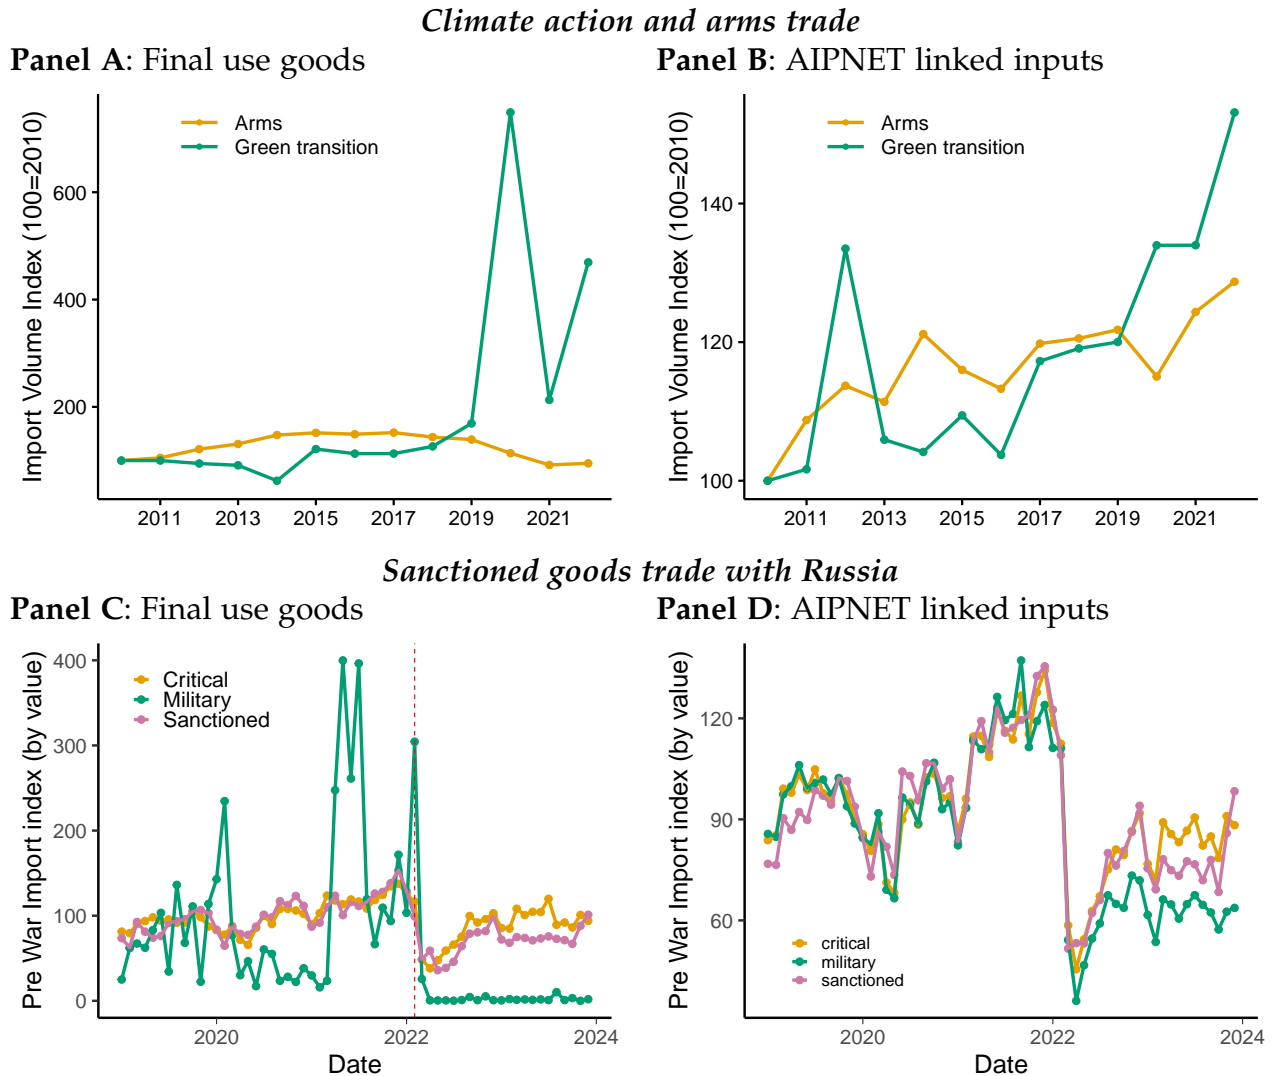 Climate action and arms trade
Panel A: Final use goods
Import Volume Index (100=2010)
600
400
200
Arms
Green transition
2011 2013 2015 2017 2019 2021
Panel B: AIPNET linked inputs
Import Volume Index (100=2010)
140
120
100
Arms
Green transition
2011 2013 2015 2017 2019 2021
Sanctioned goods trade with Russia
Panel C: Final use goods
Pre War Import index (by value)
400
300
200
100
0
Critical
Military
Sanctioned
2020 2022 2024
Date
Panel D: AIPNET linked inputs
Pre War Import index (by value)
120
90
60
critical
military
sanctioned
2020 2022 2024
Date